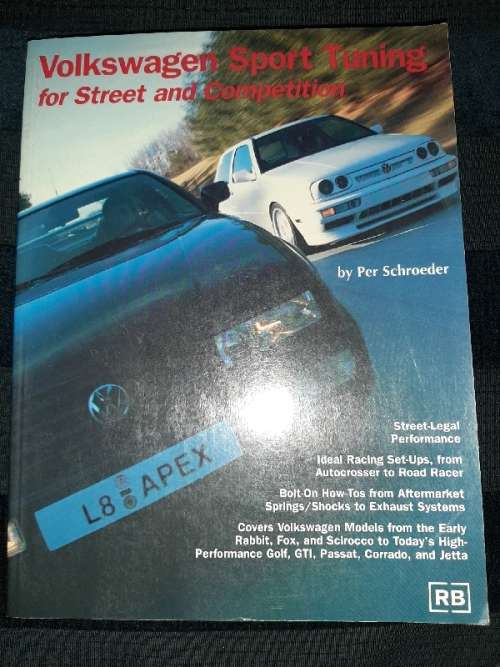 Volkswagen Sport Tuning
for Street and Competition
by Per Schroeder
L8 APEX
Street-Legal
Performance
Ideal Racing Set-Ups, from
Autocrosser to Road Racer
Bolt-On How-Tos from Aftermarket
Springs/Shocks to Exhaust Systems
Covers Volkswagen Models from the Early
Rabbit, Fox, and Scirocco to Today's High-
Performance Golf, GTI, Passat, Corrado, and Jetta
RB